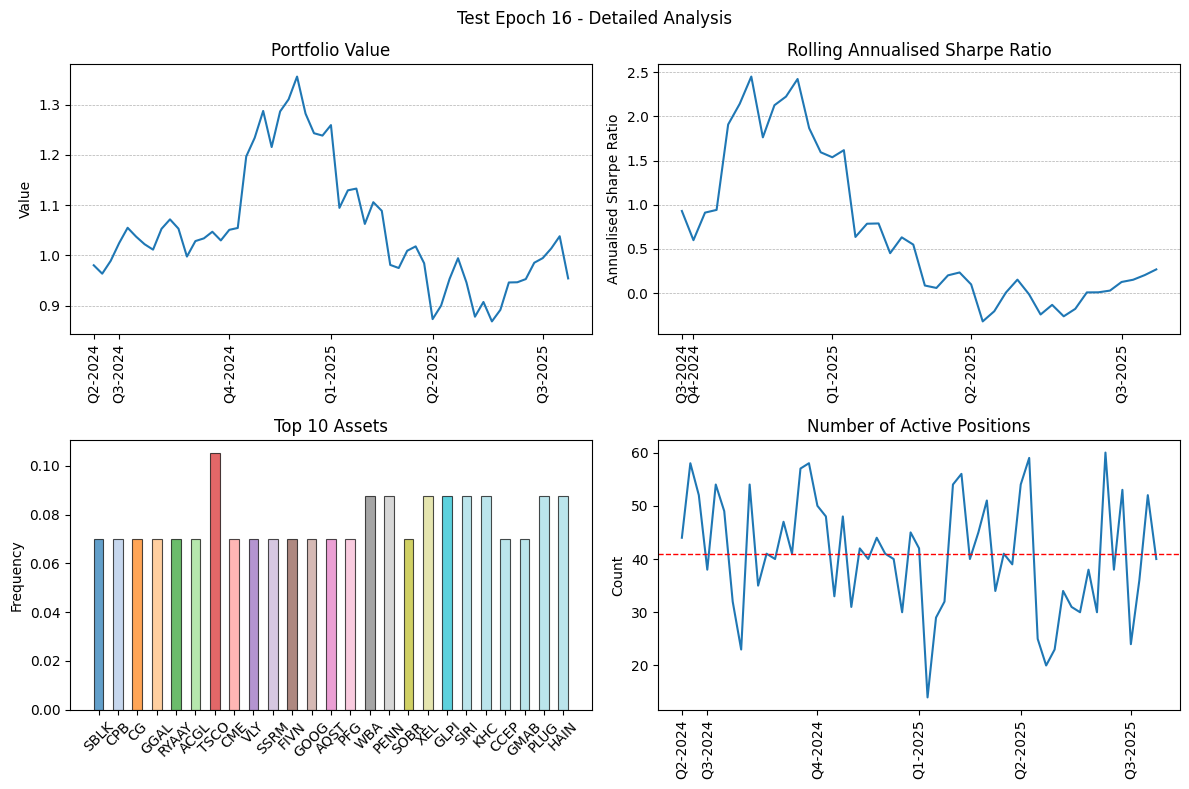 Test Epoch 16 - Detailed Analysis
Portfolio Value
Value
1.3
1.2
1.1
1.0
0.9
Q2-2024
Q3-2024
Q4-2024
Q1-2025
Q2-2025
Q3-2025
Rolling Annualised Sharpe Ratio
Annualised Sharpe Ratio
2.5
2.0
1.5
1.0
0.5
0.0
Q3-2024
Q4-2024
Q1-2025
Q2-2025
Q3-2025
Top 10 Assets
Frequency
0.10
0.08
0.06
0.04
0.02
0.00
SBLK
CPB
CG
GGAL
RYAAY
ACGL
TSCO
CME
VLY
SSRM
FIVN
GOOG
AQST
PFG
WBA
PENN
SOBR
XEL
GLPI
SIRI
KHC
CCEP
GMAB
PLUG
HAIN
Number of Active Positions
Count
60
50
40
30
20
Q2-2024
Q3-2024
Q4-2024
Q1-2025
Q2-2025
Q3-2025